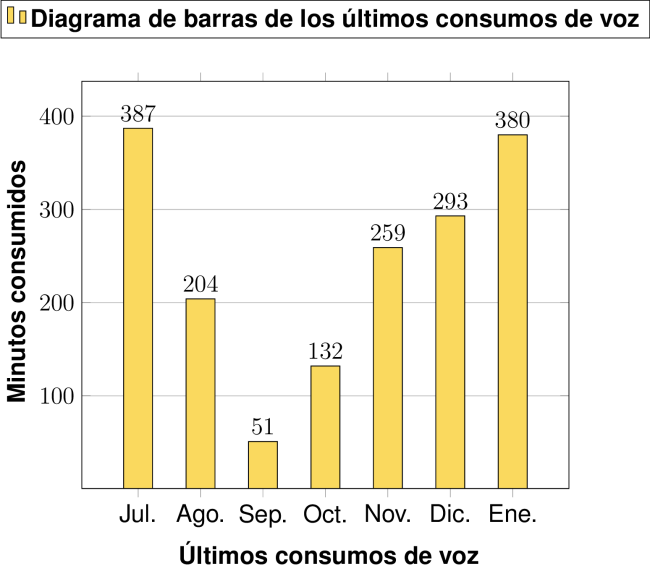 Diagrama de barras de los últimos consumos de voz
387
380
400
293
300
259
204
200
132
100
51
Minutos consumidos
Jul. Ago. Sep. Oct. Nov. Dic. Ene.
Últimos consumos de voz